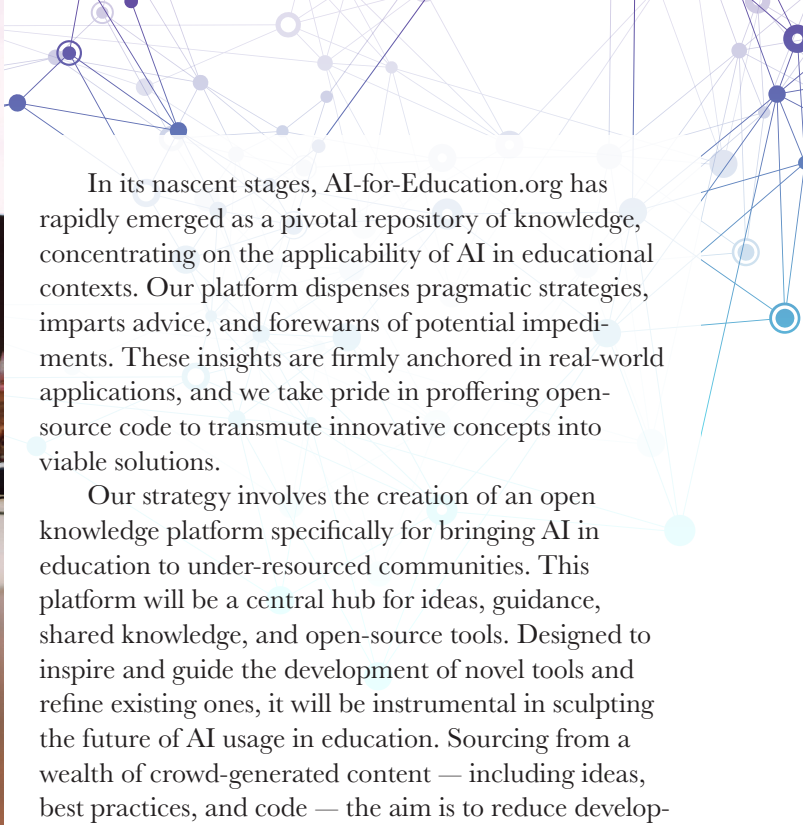 In its nascent stages, AI-for-Education.org has
rapidly emerged as a pivotal repository of knowledge,
concentrating on the applicability of AI in educational
contexts. Our platform dispenses pragmatic strategies,
imparts advice, and forewarns of potential impedi-
ments. These insights are firmly anchored in real-world
applications, and we take pride in proffering open-
source code to transmute innovative concepts into
viable solutions.
Our strategy involves the creation of an open
knowledge platform specifically for bringing AI in
education to under-resourced communities. This
platform will be a central hub for ideas, guidance,
shared knowledge, and open-source tools. Designed to
inspire and guide the development of novel tools and
refine existing ones, it will be instrumental in sculpting
the future of AI usage in education. Sourcing from a
wealth of crowd-generated content — including ideas,
best practices, and code — the aim is to reduce develop-